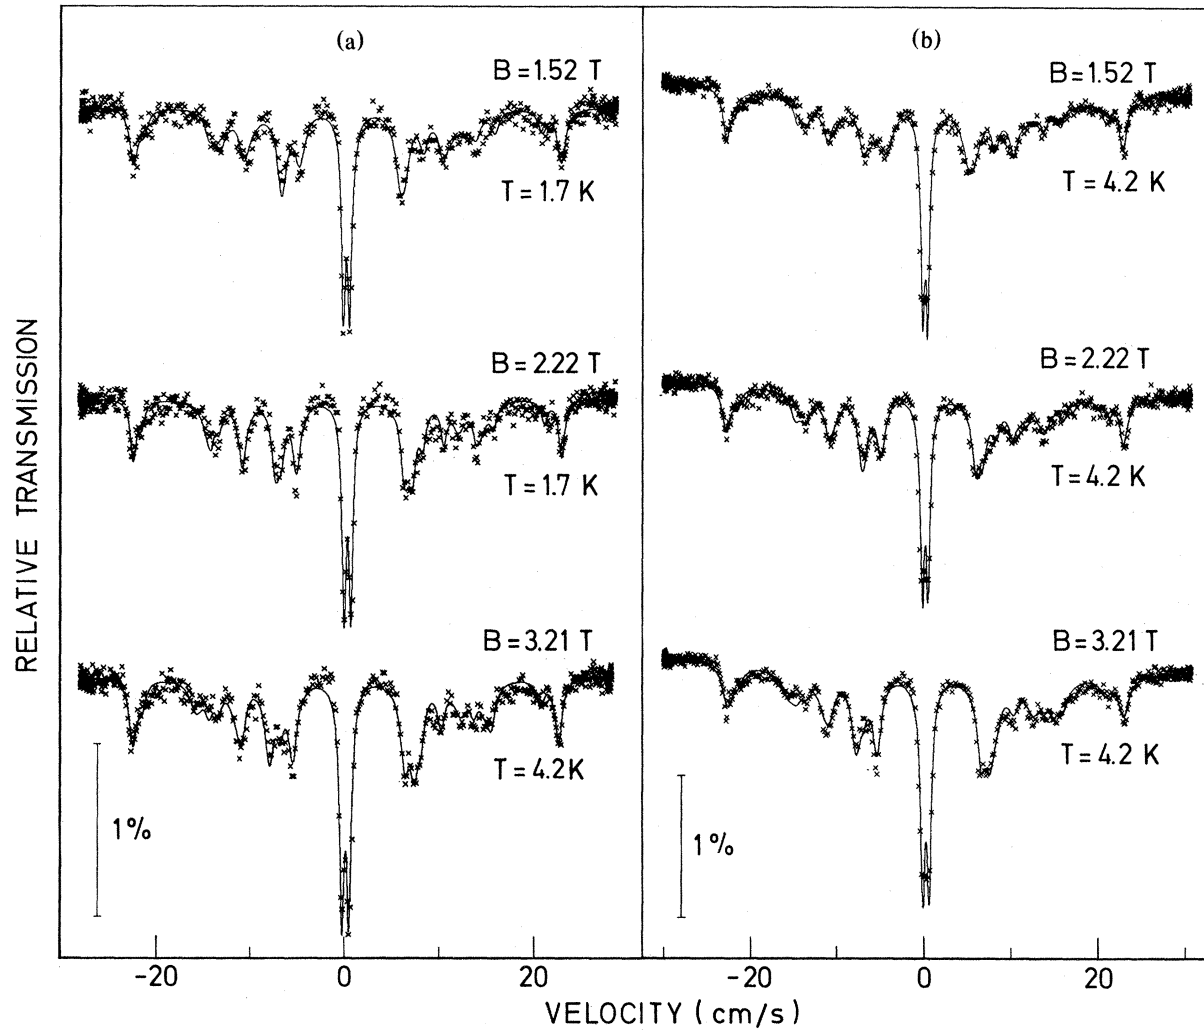 (a)
B = 1.52 T
T = 1.7 K
B = 2.22 T
T = 1.7 K
B = 3.21 T
T = 4.2 K
1%
(b)
B = 1.52 T
T = 4.2 K
B = 2.22 T
T = 4.2 K
B = 3.21 T
T = 4.2 K
1%
RELATIVE TRANSMISSION
-20 0 20
-20 0 20
VELOCITY (cm/s)